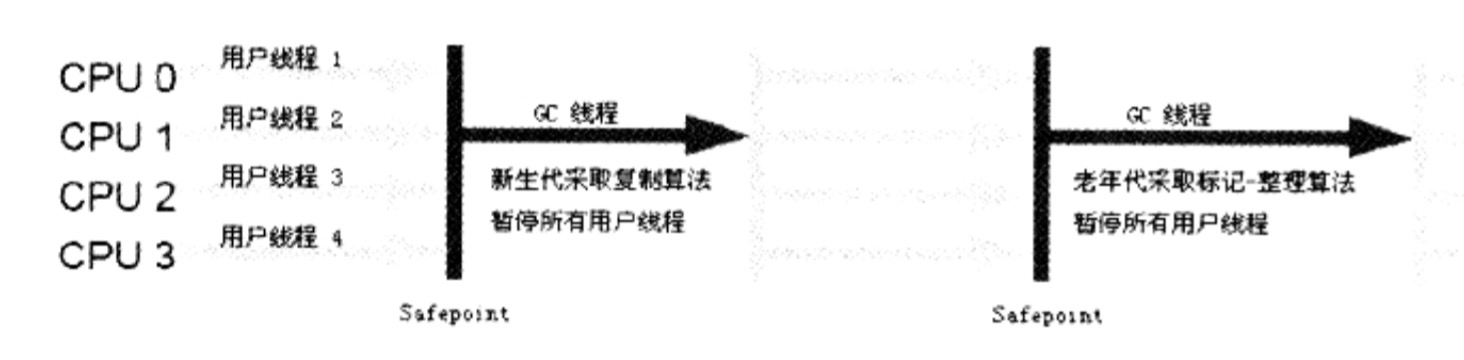 CPU 0
用户线程 1
CPU 1
用户线程 2
CPU 2
用户线程 3
CPU 3
用户线程 4
GC 线程
新生代采取复制算法
暂停所有用户线程
Safepoint
GC 线程
老年代采取标记-整理算法
暂停所有用户线程
Safepoint